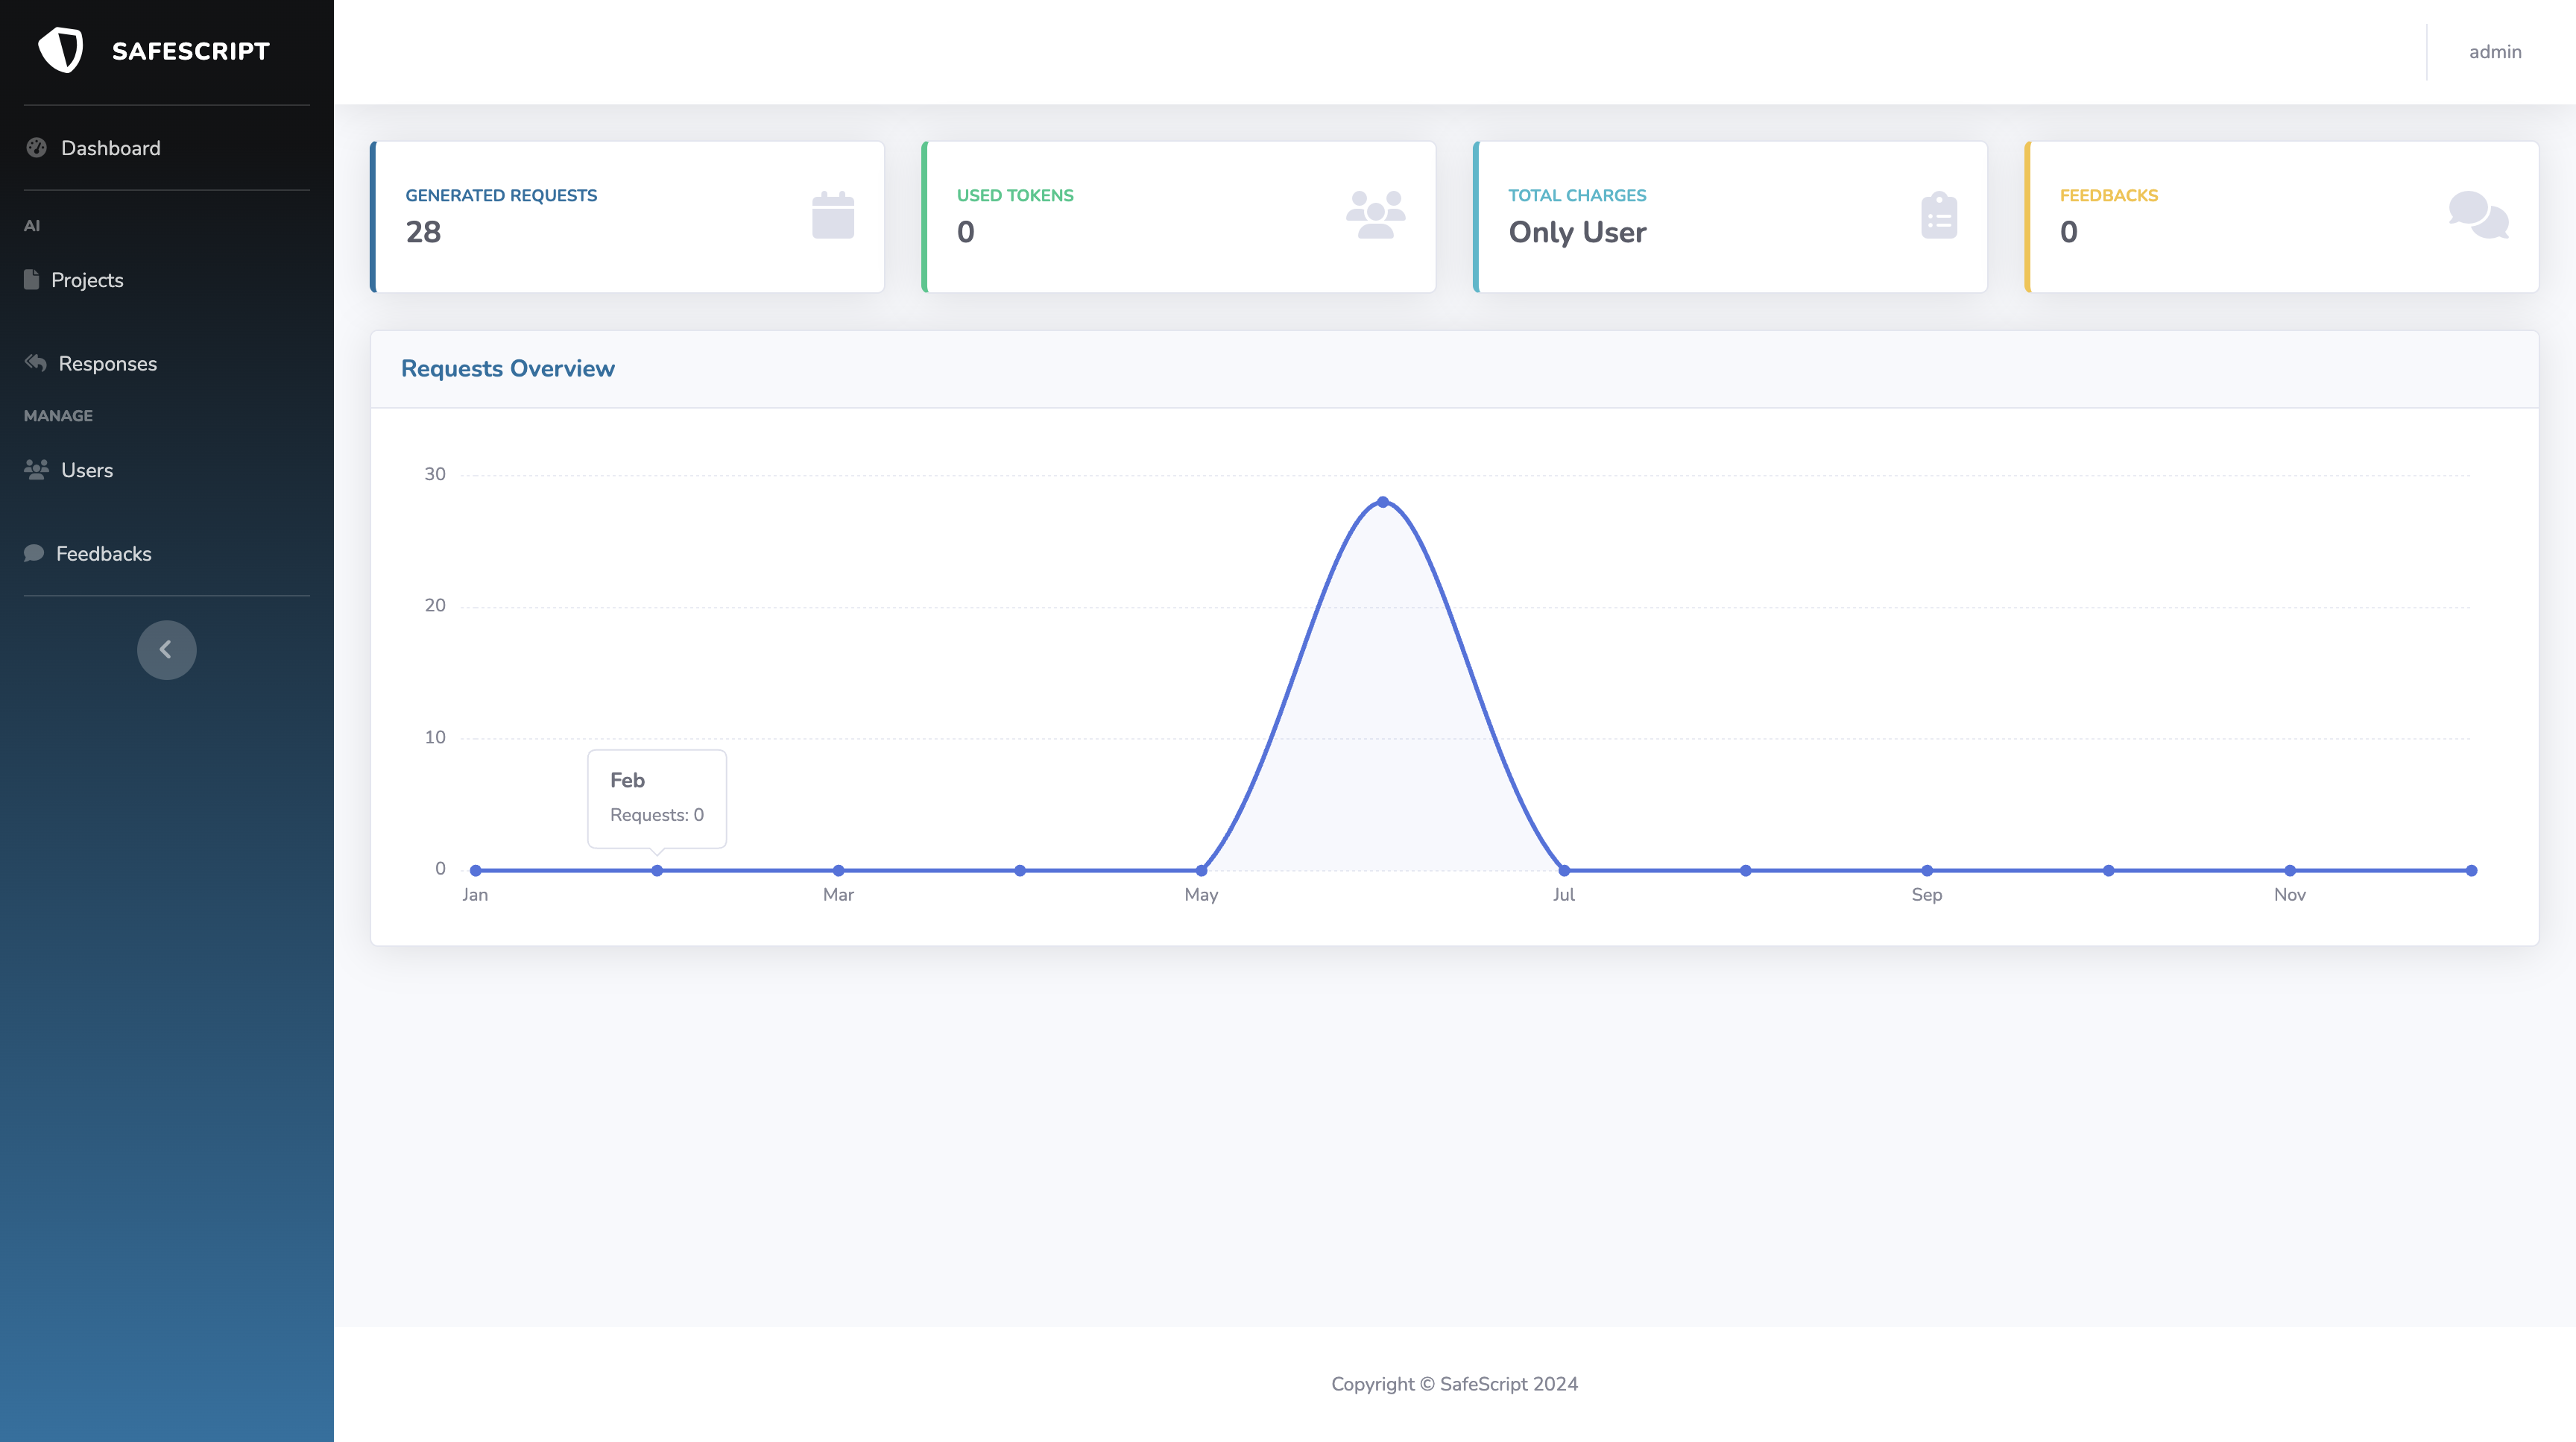 SAFESCRIPT
admin
Dashboard
AI
Projects
Responses
MANAGE
Users
Feedbacks
GENERATED REQUESTS
28
USED TOKENS
0
TOTAL CHARGES
Only User
FEEDBACKS
0
Requests Overview
30
20
10
0
Feb
Requests: 0
Jan Mar May Jul Sep Nov
Copyright © SafeScript 2024